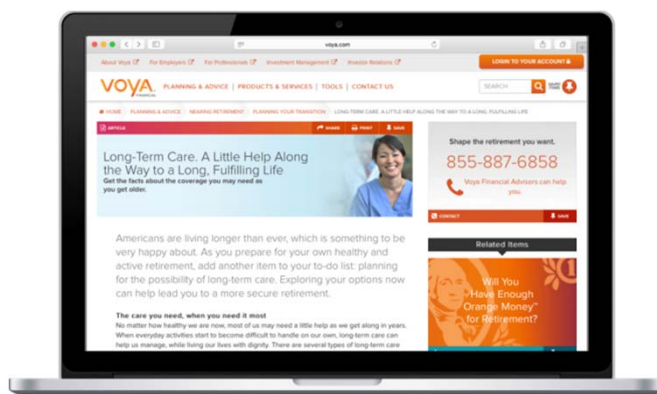 voya.com
About Voya For Employers For Professionals Investment Management Investor Relations LOGIN TO YOUR ACCOUNT
VOYA FINANCIAL
PLANNING & ADVICE | PRODUCTS & SERVICES | TOOLS | CONTACT US SEARCH
HOME PLANNING & ADVICE NEARING RETIREMENT PLANNING YOUR TRANSITION LONG-TERM CARE. A LITTLE HELP ALONG THE WAY TO A LONG, FULFILLING LIFE
ARTICLE SHARE PRINT SAVE
Long-Term Care. A Little Help Along
the Way to a Long, Fulfilling Life
Get the facts about the coverage you may need as
you get older.
Americans are living longer than ever, which is something to be
very happy about. As you prepare for your own healthy and
active retirement, add another item to your to-do list: planning
for the possibility of long-term care. Exploring your options now
can help lead you to a more secure retirement.
The care you need, when you need it most
No matter how healthy we are now, most of us may need a little help as we get along in years.
When everyday activities start to become difficult to handle on our own, long-term care can
help us manage, while living our lives with dignity. There are several types of long-term care
Shape the retirement you want.
855-887-6858
Voya Financial Advisors can help
you.
CONTACT SAVE
Related Items
Will You
Have Enough
Orange Money™
for Retirement?